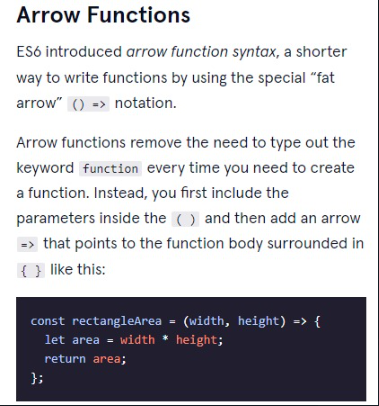 Arrow Functions
ES6 introduced arrow function syntax, a shorter
way to write functions by using the special “fat
arrow” () => notation.
Arrow functions remove the need to type out the
keyword function every time you need to create
a function. Instead, you first include the
parameters inside the ( ) and then add an arrow
=> that points to the function body surrounded in
{ } like this:
const rectangleArea = (width, height) => {
  let area = width * height;
  return area;
};